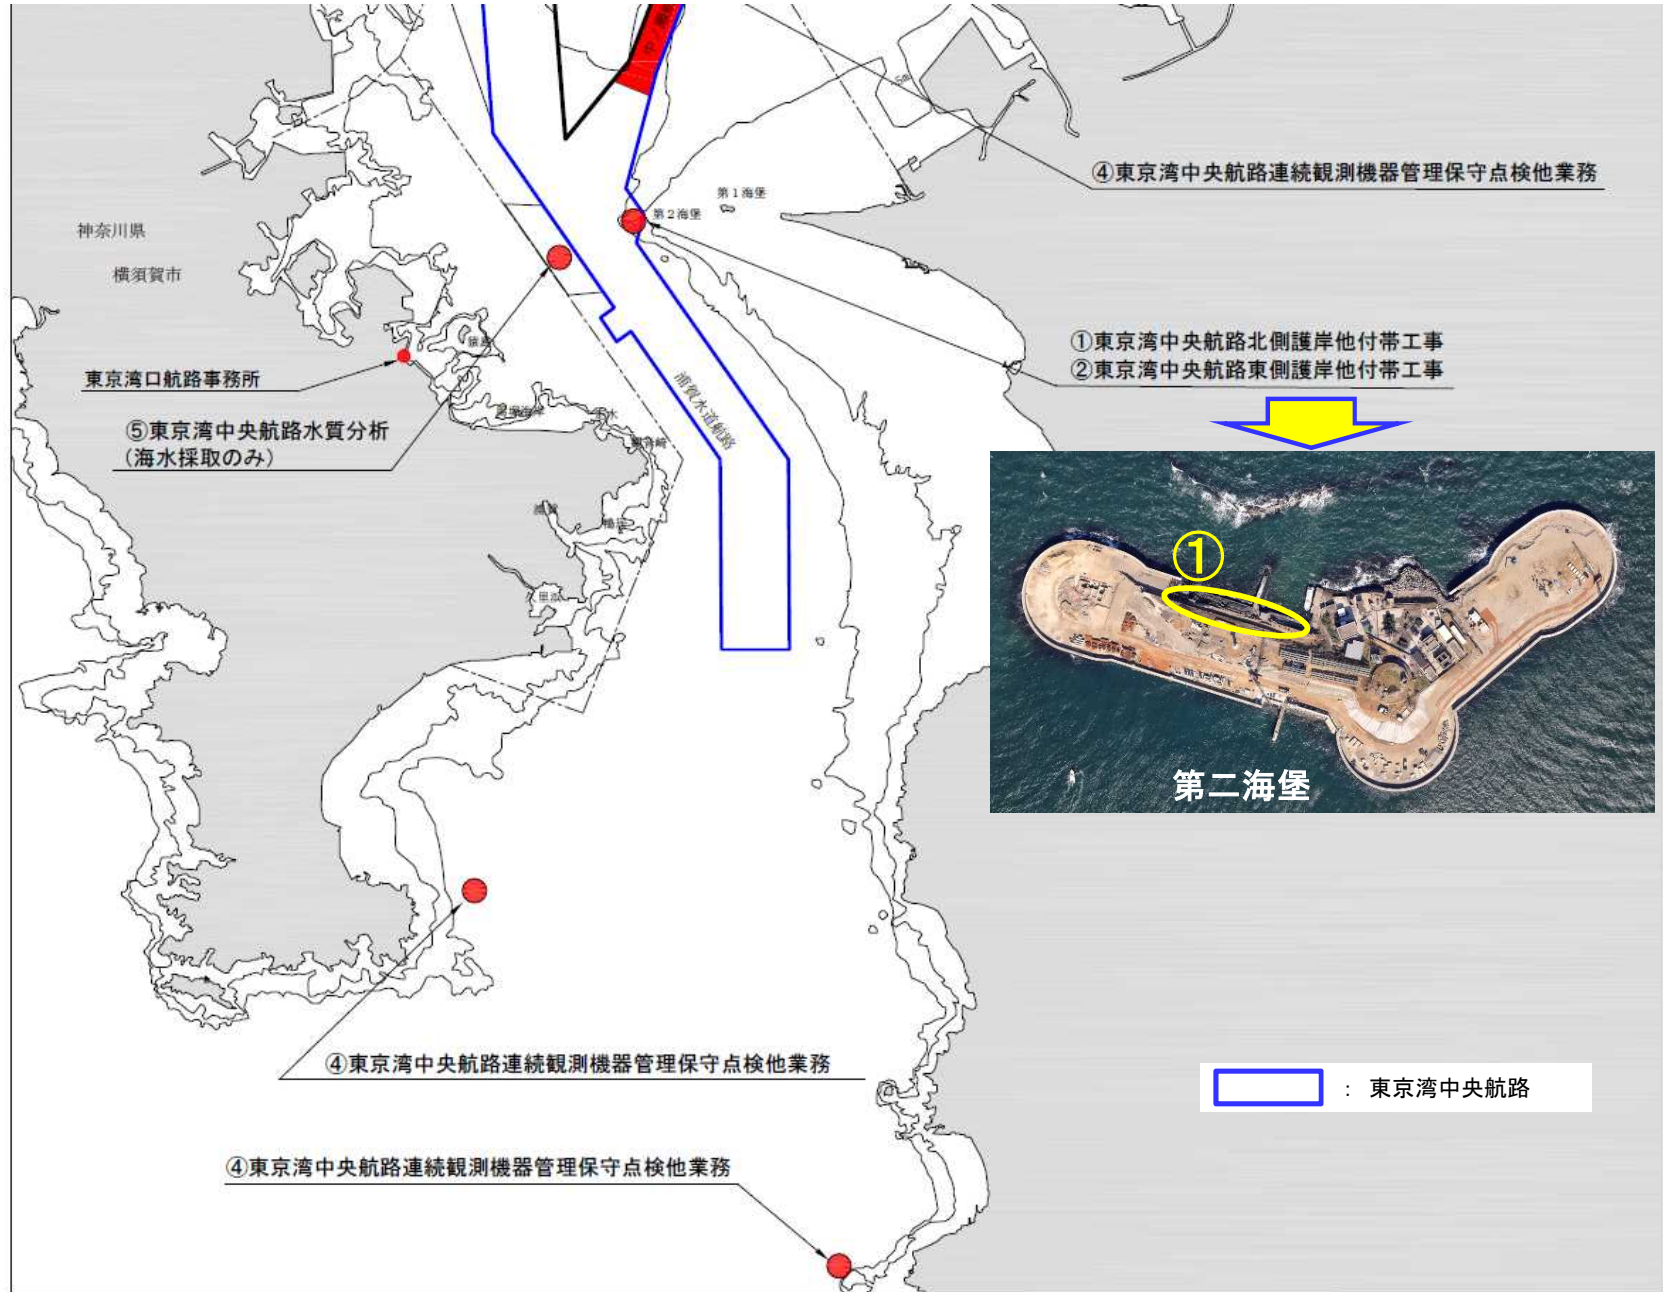 ④東京湾中央航路連続観測機器管理保守点検他業務
第1海堡
第2海堡
神奈川県
横須賀市
①東京湾中央航路北側護岸他付帯工事
②東京湾中央航路東側護岸他付帯工事
猿島
東京湾口航路事務所
浦賀水道航路
⑤東京湾中央航路水質分析
(海水採取のみ)
①
第二海堡
④東京湾中央航路連続観測機器管理保守点検他業務
： 東京湾中央航路
④東京湾中央航路連続観測機器管理保守点検他業務